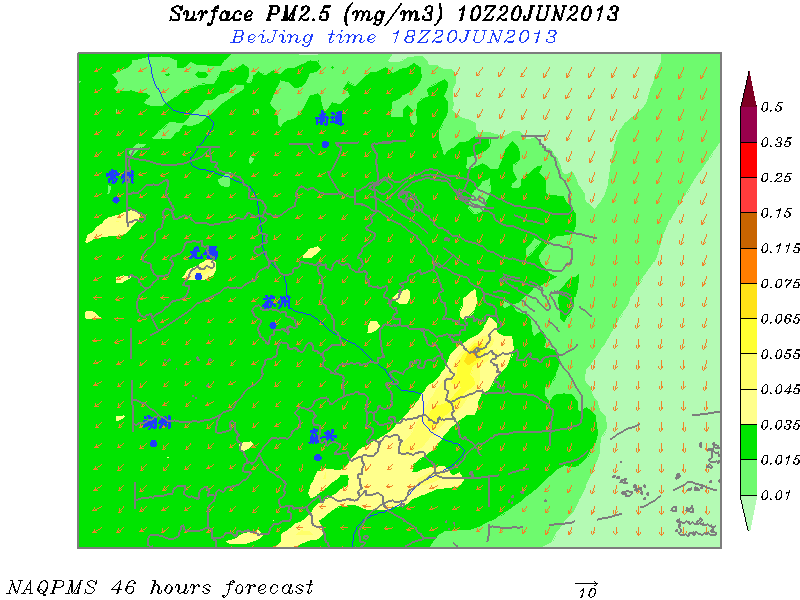 Surface PM2.5 (mg/m3) 10Z20JUN2013
BeiJing time 18Z20JUN2013
南通
常州
无锡
苏州
湖州
嘉兴
0.5
0.35
0.25
0.15
0.115
0.075
0.065
0.055
0.045
0.035
0.015
0.01
NAQPMS 46 hours forecast
10